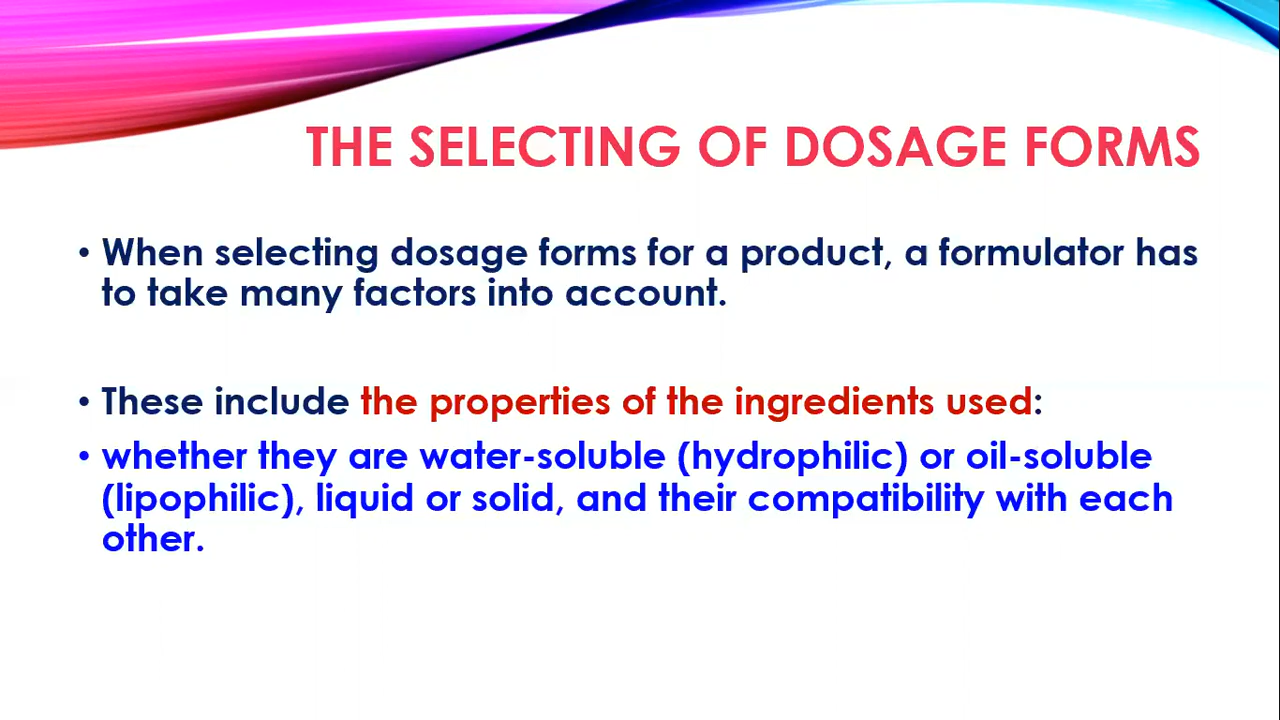 THE SELECTING OF DOSAGE FORMS
• When selecting dosage forms for a product, a formulator has
to take many factors into account.
• These include the properties of the ingredients used:
• whether they are water-soluble (hydrophilic) or oil-soluble
(lipophilic), liquid or solid, and their compatibility with each
other.